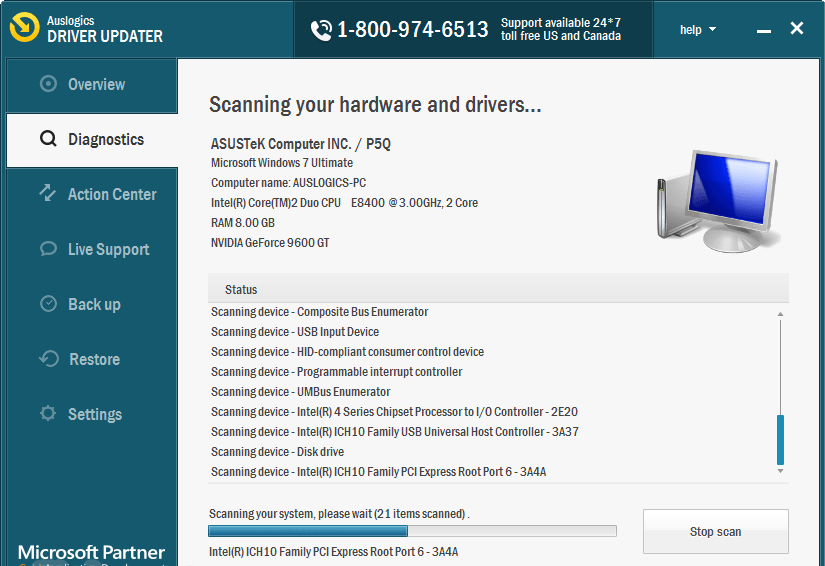 Auslogics
DRIVER UPDATER
1-800-974-6513
Support available 24*7
toll free US and Canada
help
Overview
Diagnostics
Action Center
Live Support
Back up
Restore
Settings
Microsoft Partner
Scanning your hardware and drivers...
ASUSTeK Computer INC. / P5Q
Microsoft Windows 7 Ultimate
Computer name: AUSLOGICS-PC
Intel(R) Core(TM)2 Duo CPU E8400 @ 3.00GHz, 2 Core
RAM 8.00 GB
NVIDIA GeForce 9600 GT
Status
Scanning device - Composite Bus Enumerator
Scanning device - USB Input Device
Scanning device - HID-compliant consumer control device
Scanning device - Programmable interrupt controller
Scanning device - UMBus Enumerator
Scanning device - Intel(R) 4 Series Chipset Processor to I/O Controller - 2E20
Scanning device - Intel(R) ICH10 Family USB Universal Host Controller - 3A37
Scanning device - Disk drive
Scanning device - Intel(R) ICH10 Family PCI Express Root Port 6 - 3A4A
Scanning your system, please wait (21 items scanned) .
Intel(R) ICH10 Family PCI Express Root Port 6 - 3A4A
Stop scan